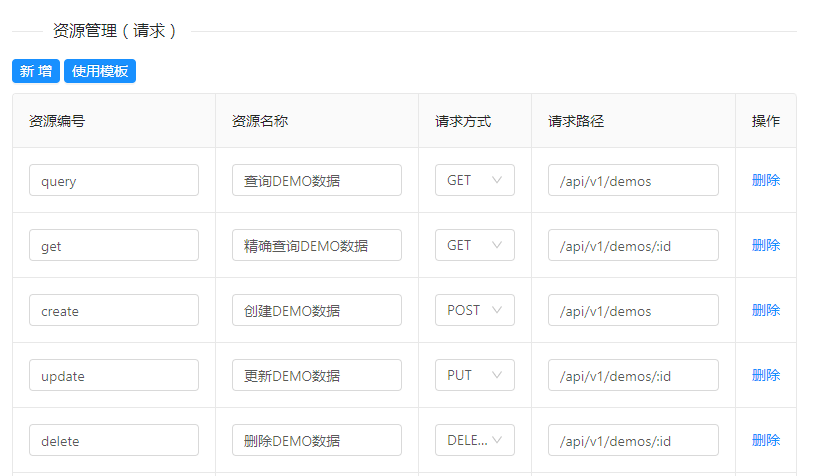 资源管理（请求）
新 增 使用模板
资源编号 资源名称 请求方式 请求路径 操作
query 查询DEMO数据 GET /api/v1/demos 删除
get 精确查询DEMO数据 GET /api/v1/demos/:id 删除
create 创建DEMO数据 POST /api/v1/demos 删除
update 更新DEMO数据 PUT /api/v1/demos/:id 删除
delete 删除DEMO数据 DELE... /api/v1/demos/:id 删除